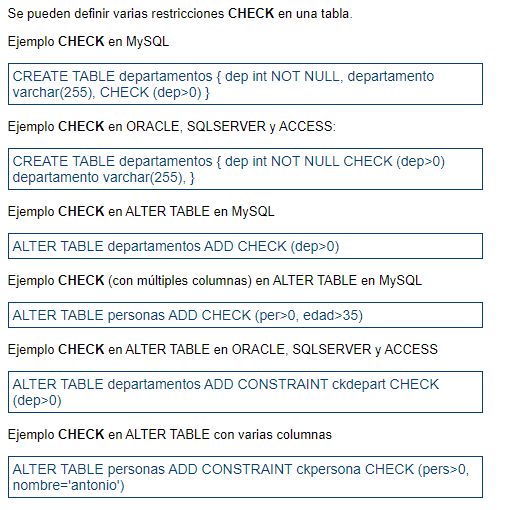 Se pueden definir varias restricciones CHECK en una tabla.
Ejemplo CHECK en MySQL
CREATE TABLE departamentos { dep int NOT NULL, departamento
varchar(255), CHECK (dep>0) }
Ejemplo CHECK en ORACLE, SQLSERVER y ACCESS:
CREATE TABLE departamentos { dep int NOT NULL CHECK (dep>0)
departamento varchar(255), }
Ejemplo CHECK en ALTER TABLE en MySQL
ALTER TABLE departamentos ADD CHECK (dep>0)
Ejemplo CHECK (con múltiples columnas) en ALTER TABLE en MySQL
ALTER TABLE personas ADD CHECK (per>0, edad>35)
Ejemplo CHECK en ALTER TABLE en ORACLE, SQLSERVER y ACCESS
ALTER TABLE departamentos ADD CONSTRAINT ckdepart CHECK
(dep>0)
Ejemplo CHECK en ALTER TABLE con varias columnas
ALTER TABLE personas ADD CONSTRAINT ckpersona CHECK (pers>0,
nombre='antonio')